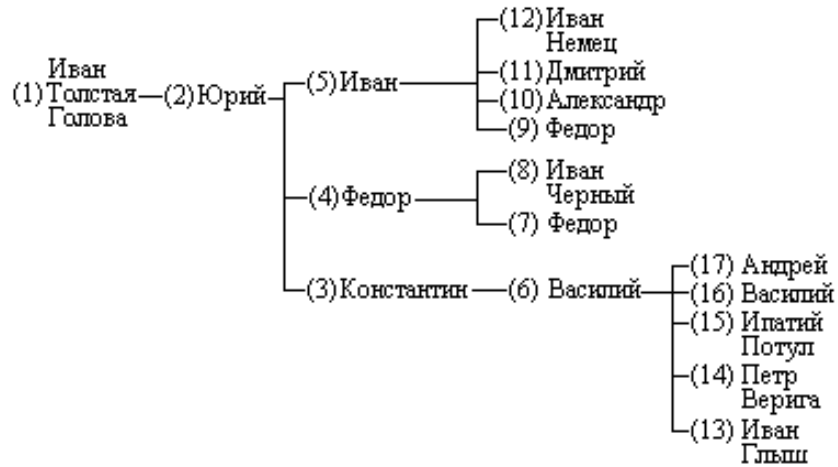 (12) Иван
Немец
Иван
(1) Толстая
Голова
(2) Юрий
(5) Иван
(11) Дмитрий
(10) Александр
(9) Федор
(4) Федор
(8) Иван
Черный
(7) Федор
(3) Константин
(6) Василий
(17) Андрей
(16) Василий
(15) Ипатий
Потул
(14) Петр
Верига
(13) Иван
Глыш